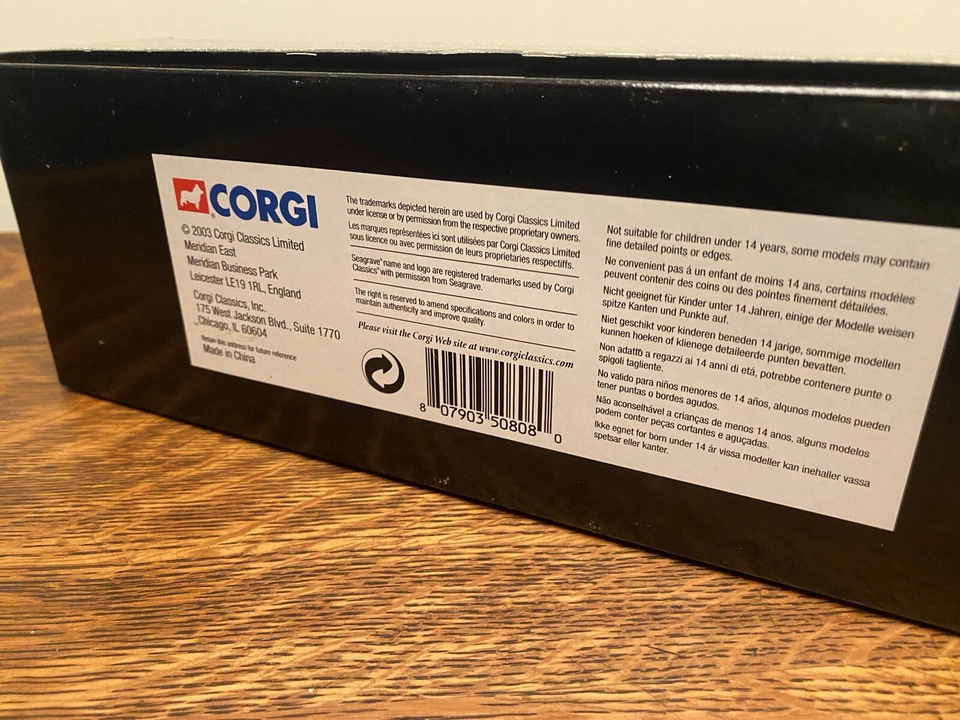 CORGI
© 2003 Corgi Classics Limited
Meridian East
Meridian Business Park
Leicester LE19 1RL, England
Corgi Classics, Inc.
175 West Jackson Blvd., Suite 1770
Chicago, IL 60604
Retain this address for future reference
Made in China
The trademarks depicted herein are used by Corgi Classics Limited
under license or by permission from the respective propriatary owners.
Les marques représentées ici sont utilisées par Corgi Classics Limited
sous licence ou avec permission de leurs proprietaries respectiffs.
Seagrave® name and logo are registered trademarks used by Corgi
Classics® with permission from Seagrave.
The right is reserved to amend specifications and colors in order to
maintain authenticity and improve quality.
Please visit the Corgi Web site at www.corgiclassics.com
8 07903 50808 0
Not suitable for children under 14 years, some models may contain
fine detailed points or edges.
Ne convenient pas á un enfant de moins 14 ans, certains modéles
peuvent contenir des coins ou des pointes finement détailées.
Nicht geeignet für Kinder unter 14 Jahren, einige der Modelle weisen
spitze Kanten und Punkte auf.
Niet geschikt voor kinderen beneden 14 jarige, sommige modellen
kunnen hoeken of klienege detaileerde punten bevatten.
Non adattò a regazzi ai 14 anni di etá, potrebbe contenere punte o
spigoli tagliente.
No valido para niños menores de 14 años, alqunos modelos pueden
tener puntas o bordes agudos.
Não aconselhável a crianças de menos 14 anos, alguns modelos
podem conter peças cortantes e aguçadas.
Ikke egnet for born under 14 år vissa modeller kan inehaller vassa
spetsar eller kanter.